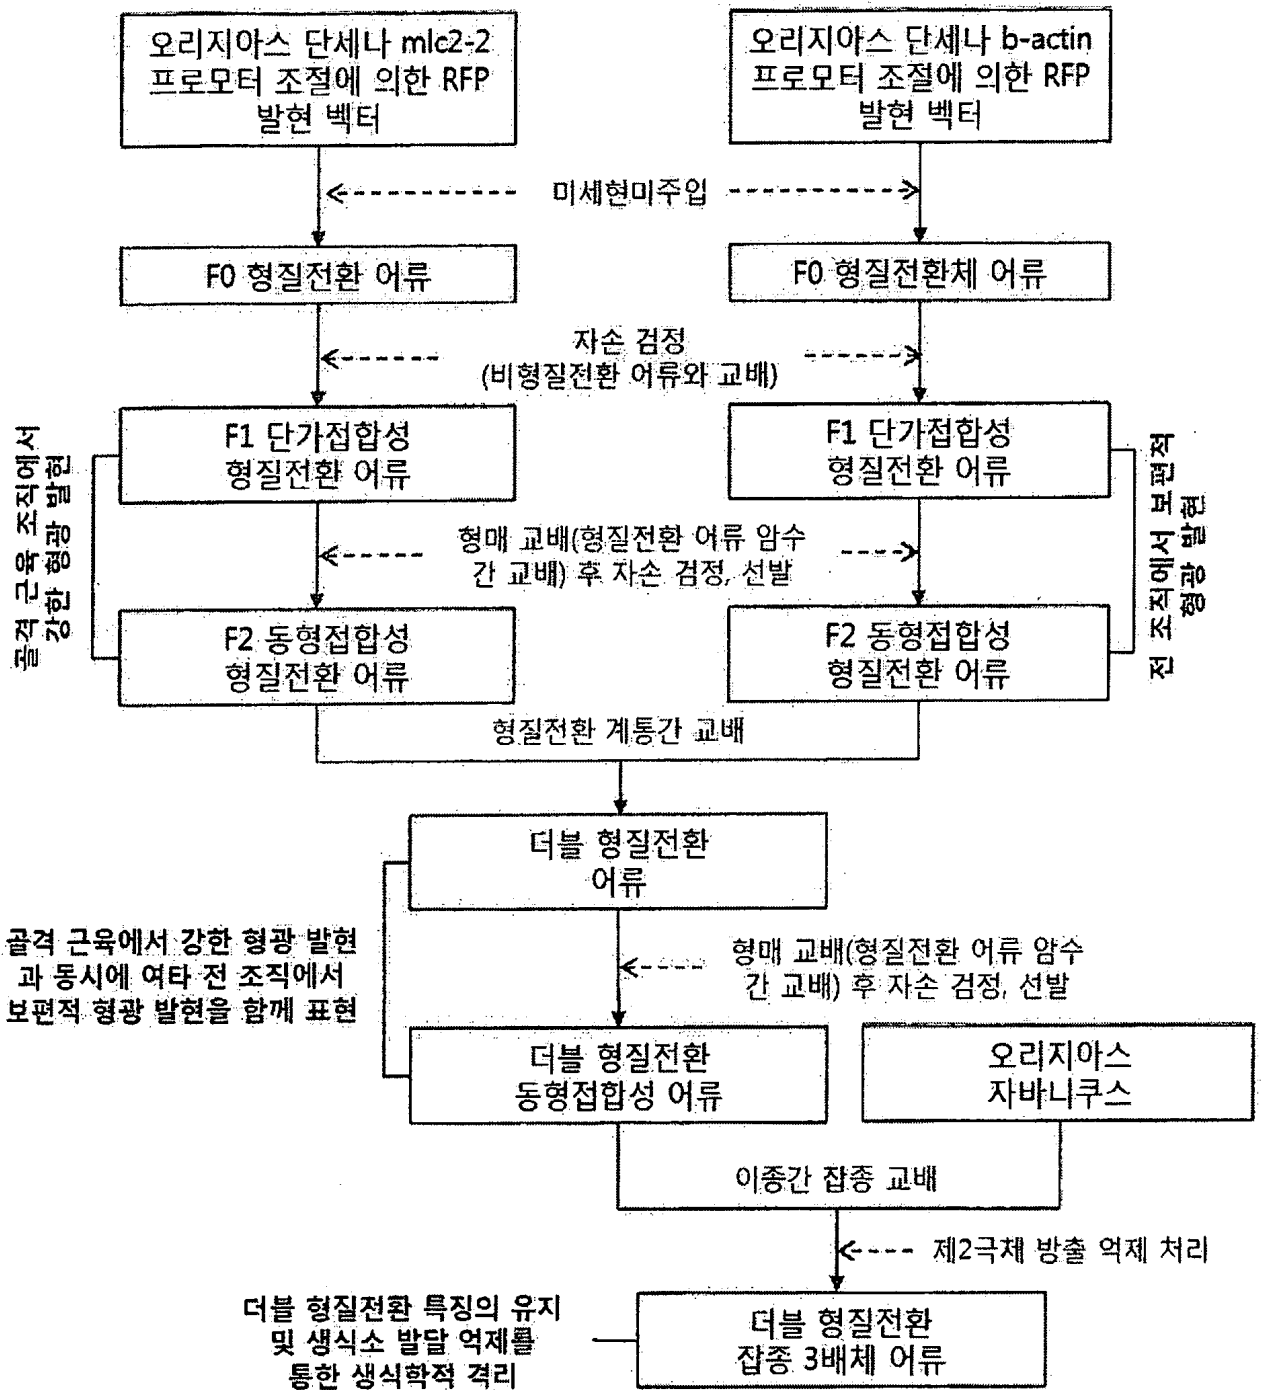 오리지아스 단세나 mlc2-2
프로모터 조절에 의한 RFP
발현 벡터
오리지아스 단세나 b-actin
프로모터 조절에 의한 RFP
발현 벡터
미세현미주입
F0 형질전환 어류
F0 형질전환체 어류
자손 검정
(비형질전환 어류와 교배)
F1 단가접합성
형질전환 어류
F1 단가접합성
형질전환 어류
골격 근육 조직에서
강한 형광 발현
전 조직에서 보편적
형광 발현
형매 교배(형질전환 어류 암수
간 교배) 후 자손 검정, 선발
F2 동형접합성
형질전환 어류
F2 동형접합성
형질전환 어류
형질전환 계통간 교배
더블 형질전환
어류
골격 근육에서 강한 형광 발현
과 동시에 여타 전 조직에서
보편적 형광 발현을 함께 표현
형매 교배(형질전환 어류 암수
간 교배) 후 자손 검정, 선발
더블 형질전환
동형접합성 어류
오리지아스
자바니쿠스
이종간 잡종 교배
제2극체 방출 억제 처리
더블 형질전환 특징의 유지
및 생식소 발달 억제를
통한 생식학적 격리
더블 형질전환
잡종 3배체 어류